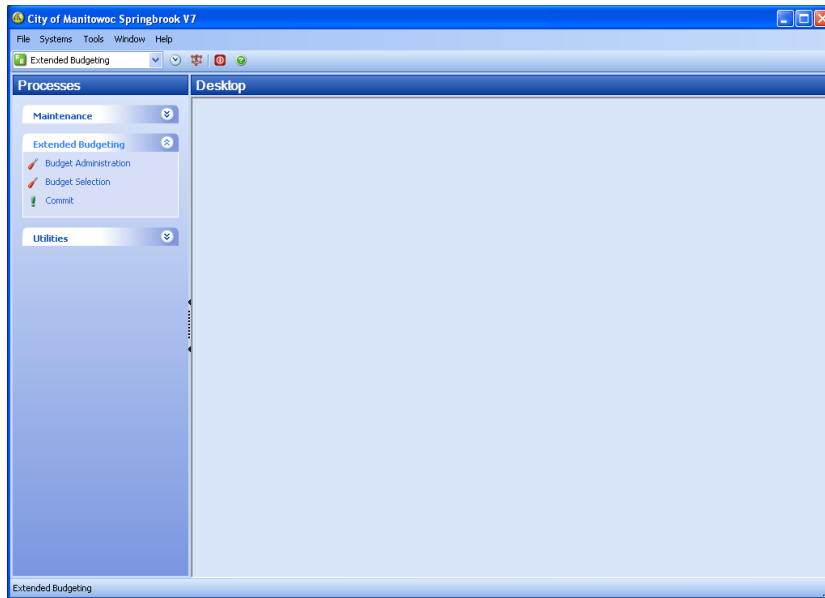 City of Manitowoc Springbrook V7
File Systems Tools Window Help
Extended Budgeting
Processes
Desktop
Maintenance
Extended Budgeting
Budget Administration
Budget Selection
Commit
Utilities
Extended Budgeting